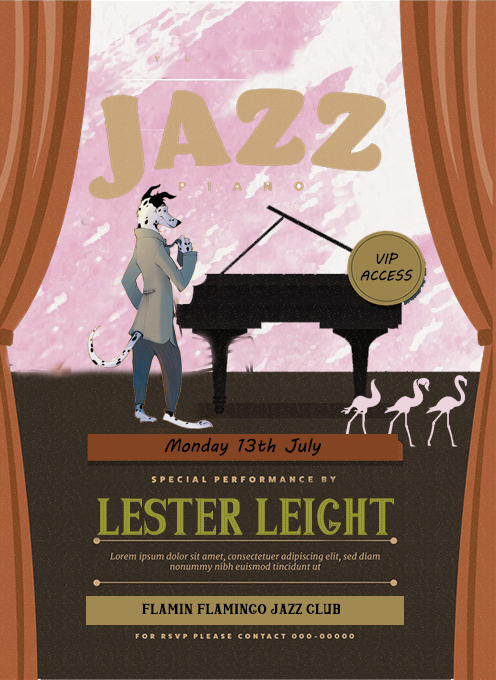 JAZZ
PIANO
VIP
ACCESS
Monday 13th July
SPECIAL PERFORMANCE BY
LESTER LEIGHT
Lorem ipsum dolor sit amet, consectetuer adipiscing elit, sed diam
nonummy nibh euismod tincidunt ut
FLAMIN FLAMINGO JAZZ CLUB
FOR RSVP PLEASE CONTACT 000-00000